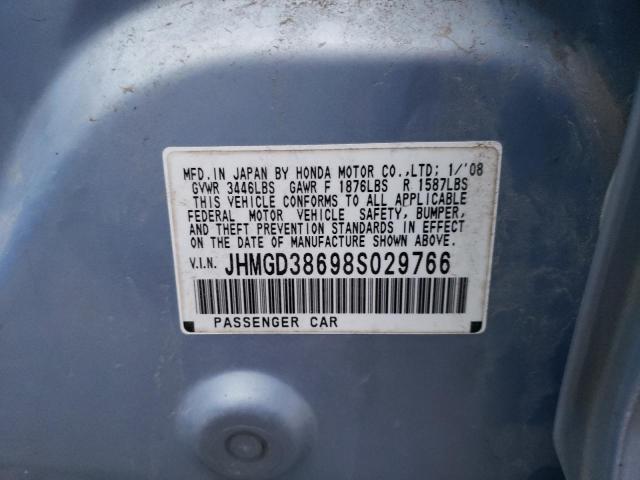 MFD.IN JAPAN BY HONDA MOTOR CO.,LTD; 1/'08
GVWR 3446LBS GAWR F 1876LBS R 1587LBS
THIS VEHICLE CONFORMS TO ALL APPLICABLE
FEDERAL MOTOR VEHICLE SAFETY, BUMPER,
AND THEFT PREVENTION STANDARDS IN EFFECT
ON THE DATE OF MANUFACTURE SHOWN ABOVE.
V.I.N. JHMGD38698S029766
PASSENGER CAR